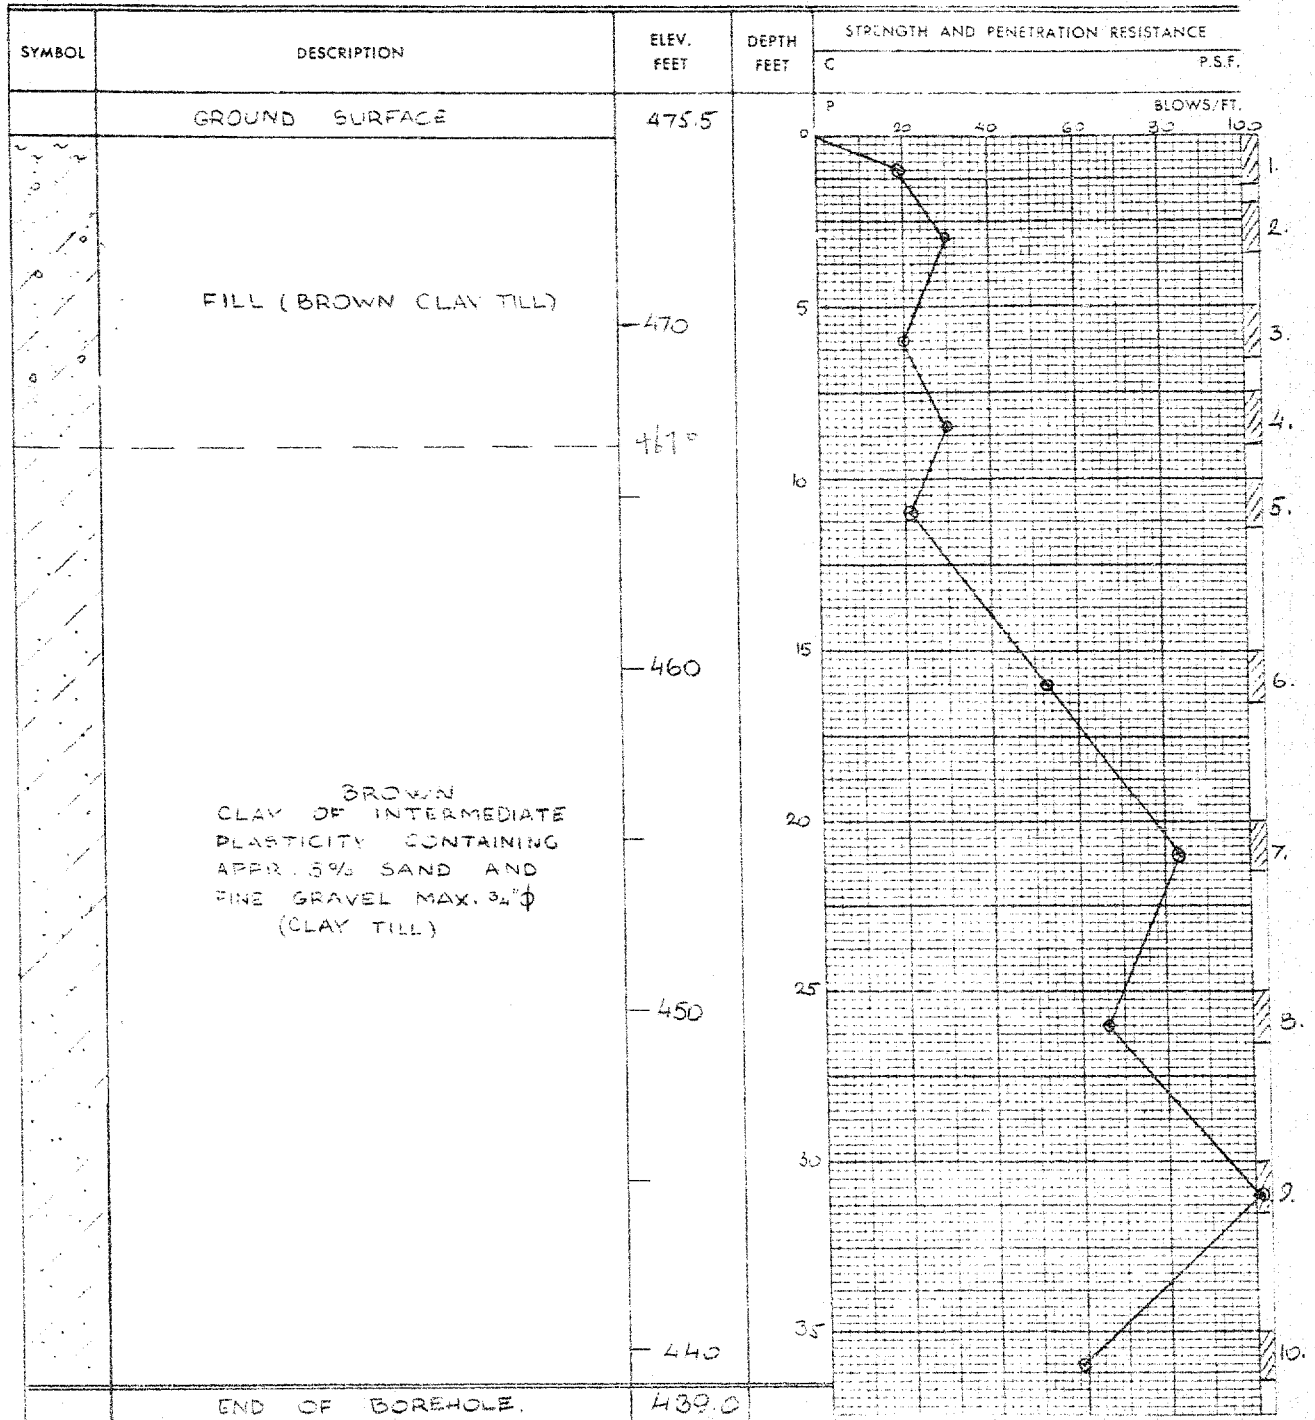 SYMBOL DESCRIPTION ELEV. FEET DEPTH FEET STRENGTH AND PENETRATION RESISTANCE
C P.S.F.
P BLOWS/FT.
GROUND SURFACE 475.5
0 20 40 60 80 100
1.
2.
FILL (BROWN CLAY TILL)
5
470
3.
4.
10
5.
15
460
6.
BROWN
CLAY OF INTERMEDIATE
PLASTICITY CONTAINING
APPR. 5% SAND AND
FINE GRAVEL MAX. 3/4"ϕ
(CLAY TILL)
20
7.
25
450
8.
30
9.
35
440
10.
END OF BOREHOLE. 439.0